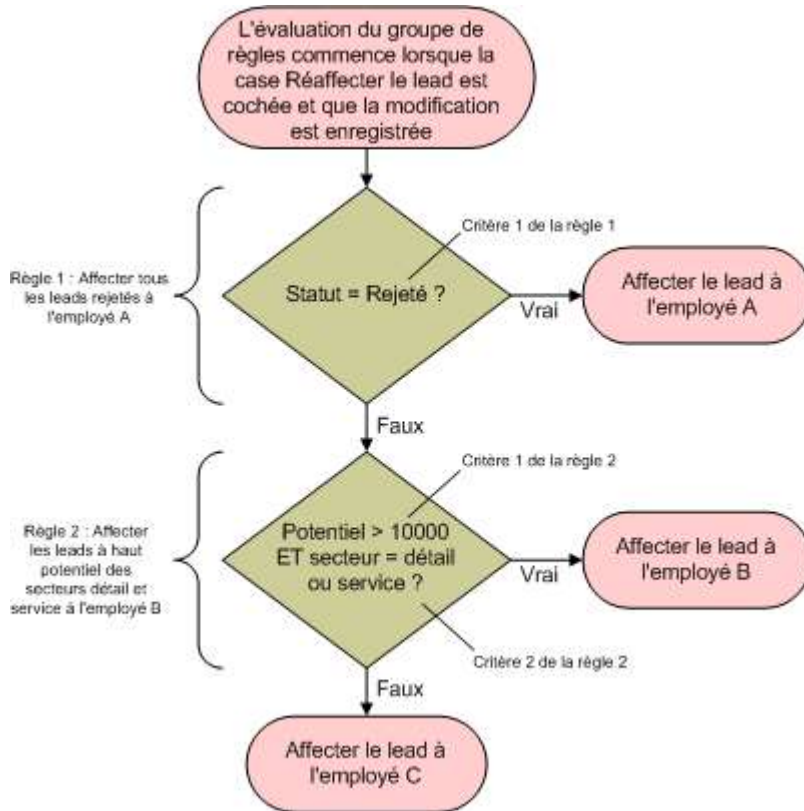 L'évaluation du groupe de
règles commence lorsque la
case Réaffecter le lead est
cochée et que la modification
est enregistrée
Critère 1 de la règle 1
Règle 1 : Affecter tous
les leads rejetés à
l'employé A
Statut = Rejeté ?
Vrai
Affecter le lead à
l'employé A
Faux
Critère 1 de la règle 2
Règle 2 : Affecter
les leads à haut
potentiel des
secteurs détail et
service à l'employé B
Potentiel > 10000
ET secteur = détail
ou service ?
Vrai
Affecter le lead à
l'employé B
Critère 2 de la règle 2
Faux
Affecter le lead à
l'employé C